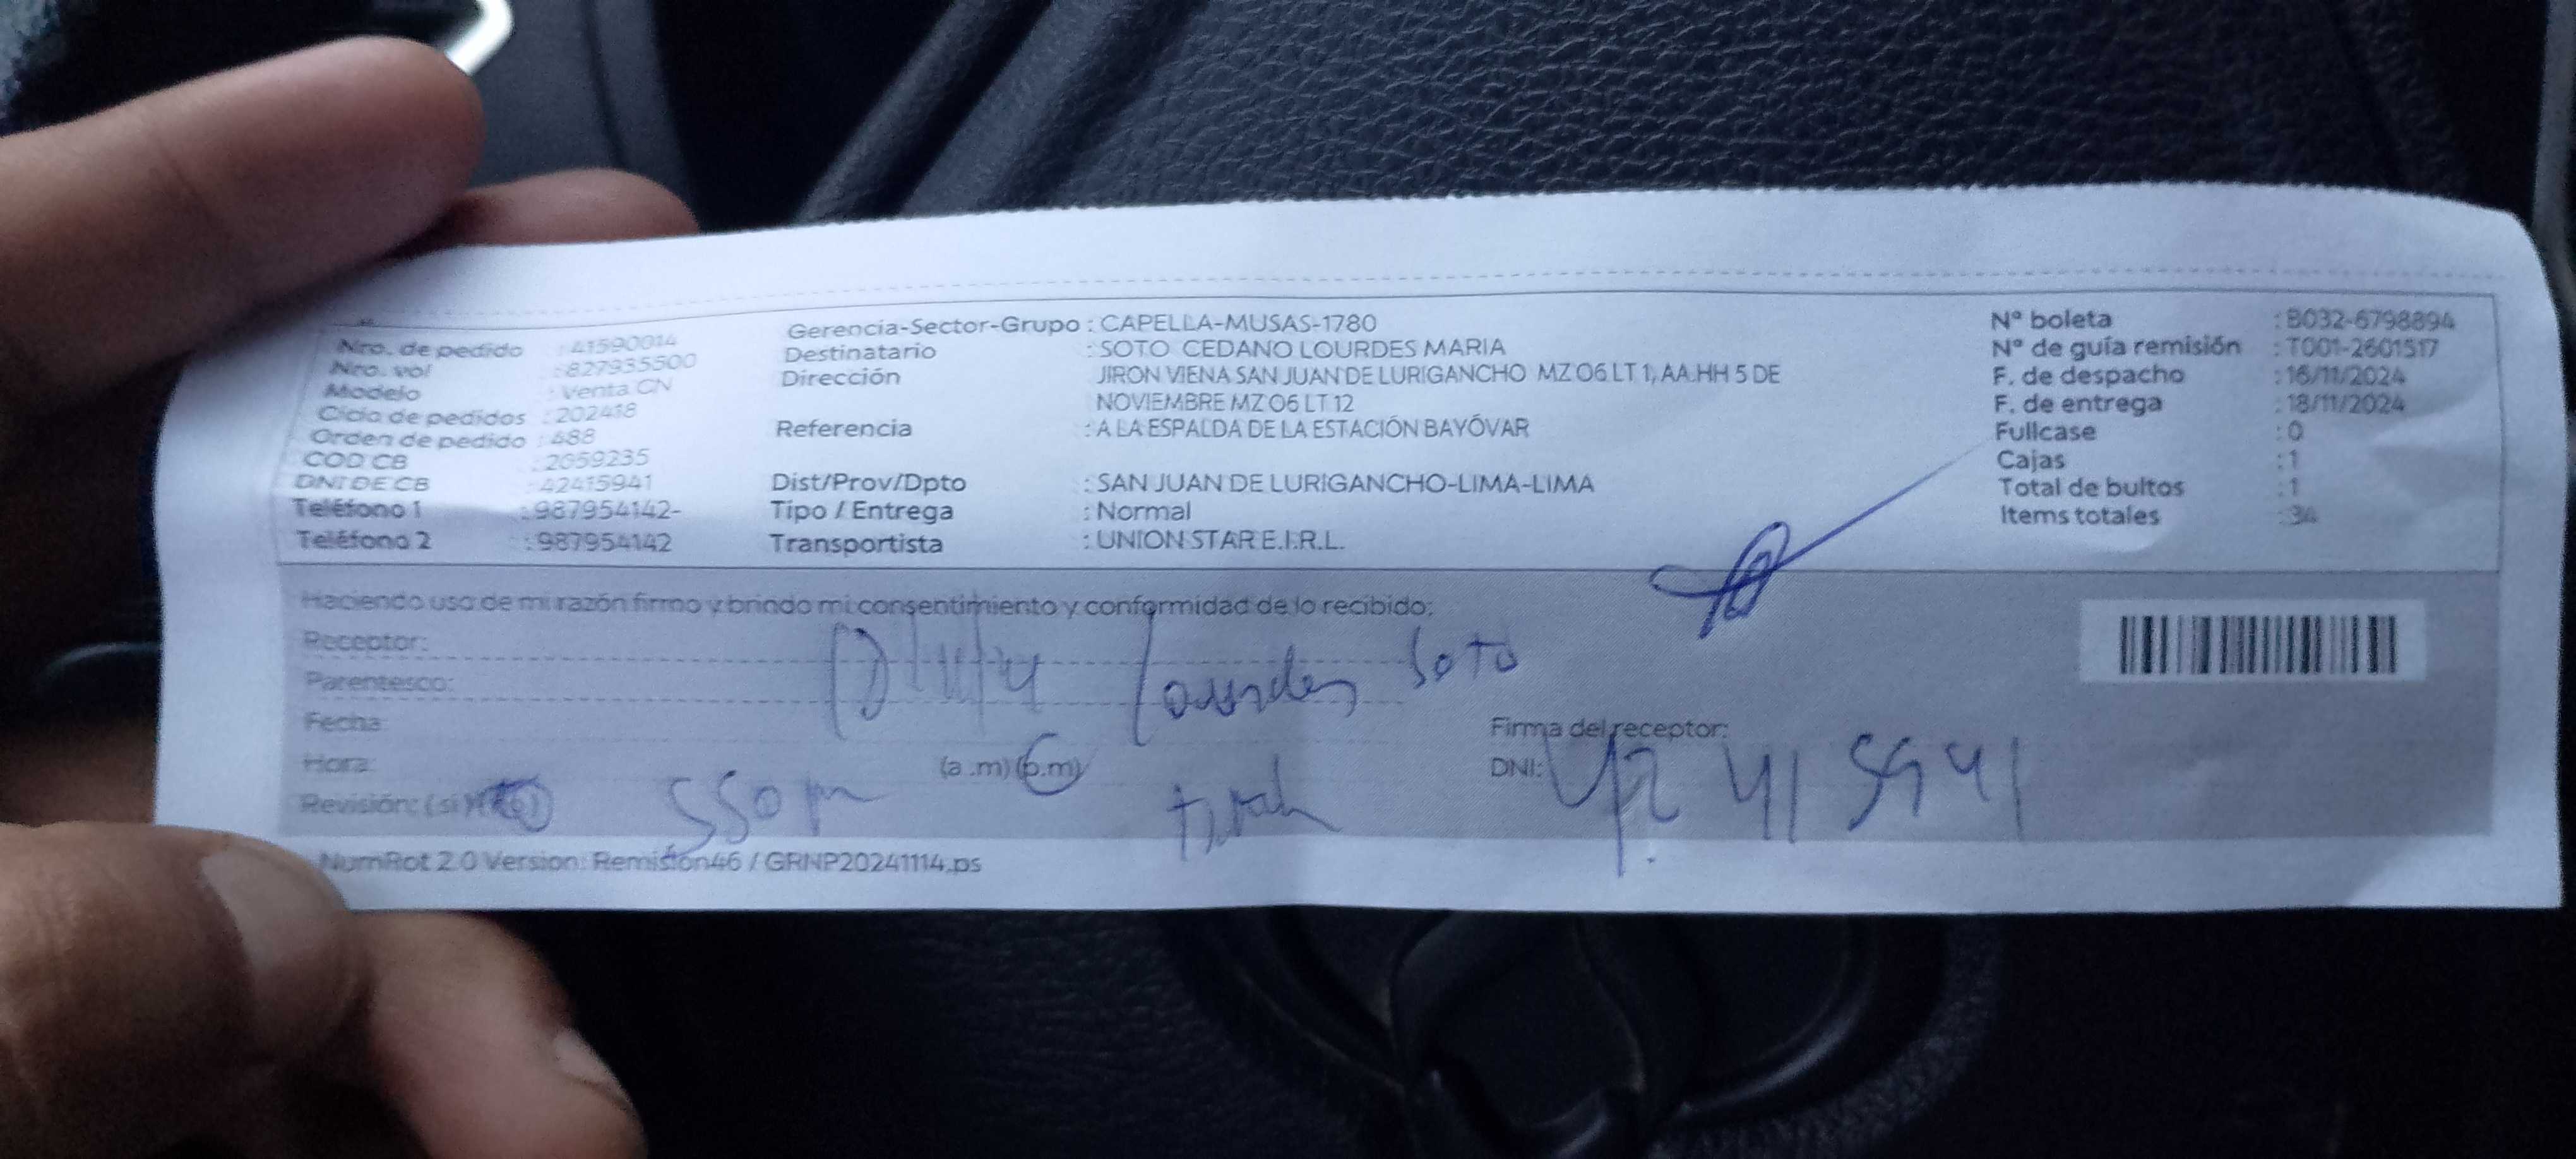 Nro. de pedido : 41590014
Nro. vol : 827935500
Modelo : Venta CN
Ciclo de pedidos : 202418
Orden de pedido : 488
COD CB : 2059235
DNI DE CB : 42415941
Teléfono 1 : 987954142-
Teléfono 2 : 987954142
Gerencia-Sector-Grupo : CAPELLA-MUSAS-1780
Destinatario : SOTO CEDANO LOURDES MARIA
Dirección JIRON VIENA SAN JUAN DE LURIGANCHO MZ O6 LT 1, AA.HH 5 DE
NOVIEMBRE MZ O6 LT 12
Referencia : A LA ESPALDA DE LA ESTACIÓN BAYÓVAR
Dist/Prov/Dpto : SAN JUAN DE LURIGANCHO-LIMA-LIMA
Tipo / Entrega : Normal
Transportista : UNION STAR E.I.R.L.
Nº boleta : B032-6798894
Nº de guía remisión : T001-2601517
F. de despacho : 16/11/2024
F. de entrega : 18/11/2024
Fullcase : 0
Cajas : 1
Total de bultos : 1
Items totales : 34
Haciendo uso de mi razón firmo y brindo mi consentimiento y conformidad de lo recibido:
Receptor:
Parentesco: Lourdes Soto
Fecha:
Hora: (a.m) (p.m)
Revisión: (si)
550 pm
Firma del receptor:
DNI: 42415941
NumRot 2.0 Version: Remision46 / GRNP20241114.ps